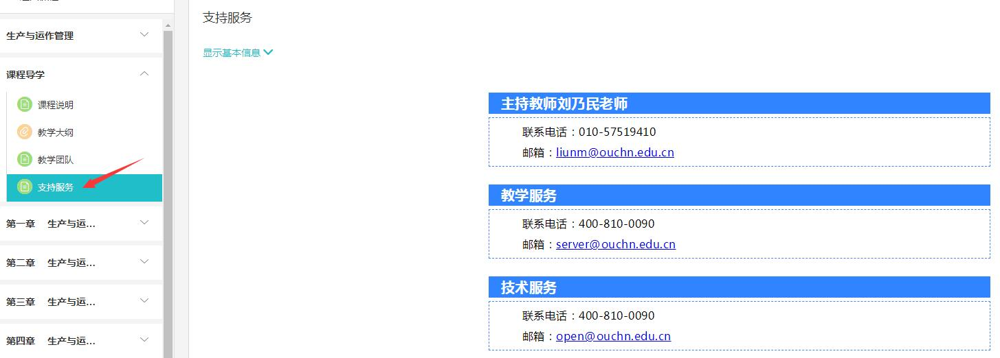 生产与运作管理
课程导学
课程说明
教学大纲
教学团队
支持服务
第一章 生产与运...
第二章 生产与运...
第三章 生产与运...
第四章 生产与运...
支持服务
显示基本信息
主持教师刘乃民老师
联系电话：010-57519410
邮箱：liunm@ouchn.edu.cn
教学服务
联系电话：400-810-0090
邮箱：server@ouchn.edu.cn
技术服务
联系电话：400-810-0090
邮箱：open@ouchn.edu.cn